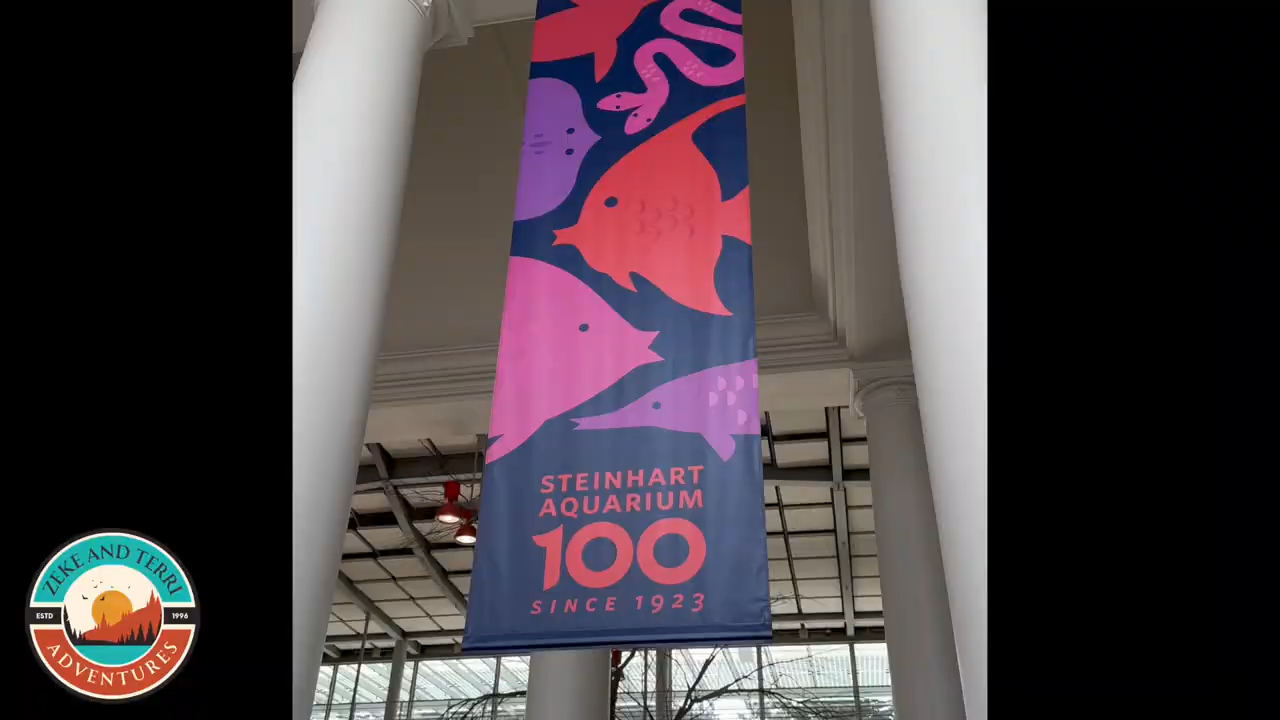 STEINHART
AQUARIUM
100
SINCE 1923
ZEKE AND TERRI
ESTD 1996
ADVENTURES